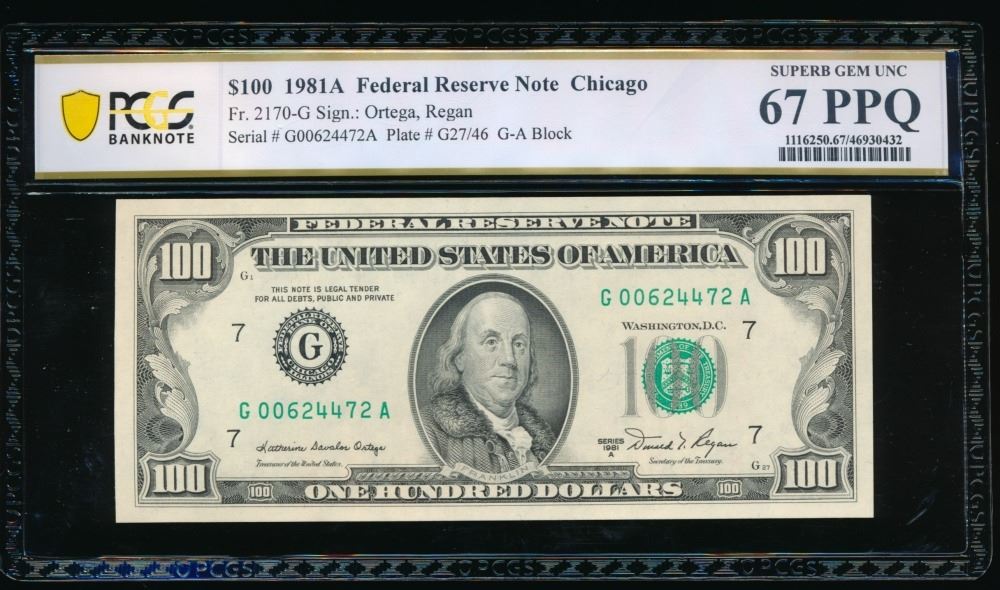 PCGS BANKNOTE
$100 1981A Federal Reserve Note Chicago
Fr. 2170-G Sign.: Ortega, Regan
Serial # G00624472A Plate # G27/46 G-A Block
SUPERB GEM UNC
67 PPQ
1116250.67/46930432
FEDERAL RESERVE NOTE
100 THE UNITED STATES OF AMERICA 100
G1
THIS NOTE IS LEGAL TENDER
FOR ALL DEBTS, PUBLIC AND PRIVATE
G 00624472 A
WASHINGTON, D.C.
7 7
G
CHICAGO
ILLINOIS
100
G 00624472 A
7 7
Katherine Davalos Ortega
Treasurer of the United States.
SERIES
1981
A
Donald T. Regan
Secretary of the Treasury.
G27
FRANKLIN
100 100 ONE HUNDRED DOLLARS 100 100